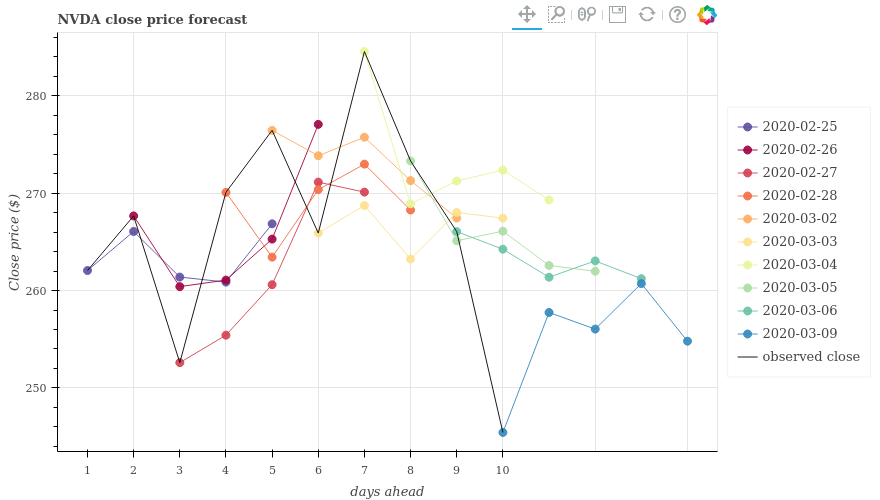 NVDA close price forecast
280
270
260
250
Close price ($)
1 2 3 4 5 6 7 8 9 10
days ahead
2020-02-25
2020-02-26
2020-02-27
2020-02-28
2020-03-02
2020-03-03
2020-03-04
2020-03-05
2020-03-06
2020-03-09
observed close